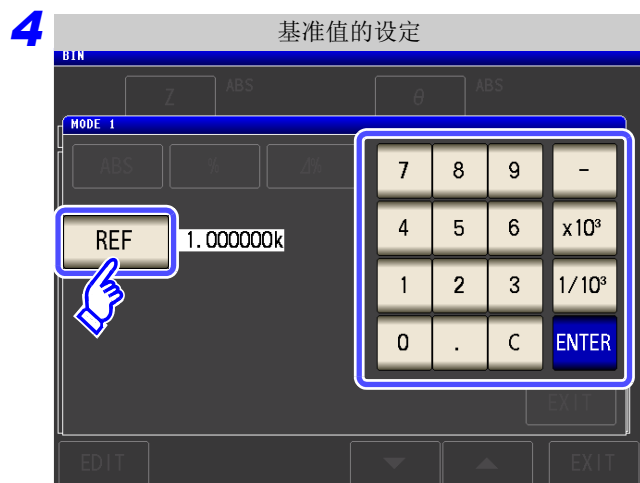 4
基准值的设定
BIN
Z ABS θ ABS
MODE 1
ABS % Δ%
7 8 9 −
REF 1.000000k
4 5 6 x10³
1 2 3 1/10³
0 . C ENTER
EXIT
EDIT EXIT